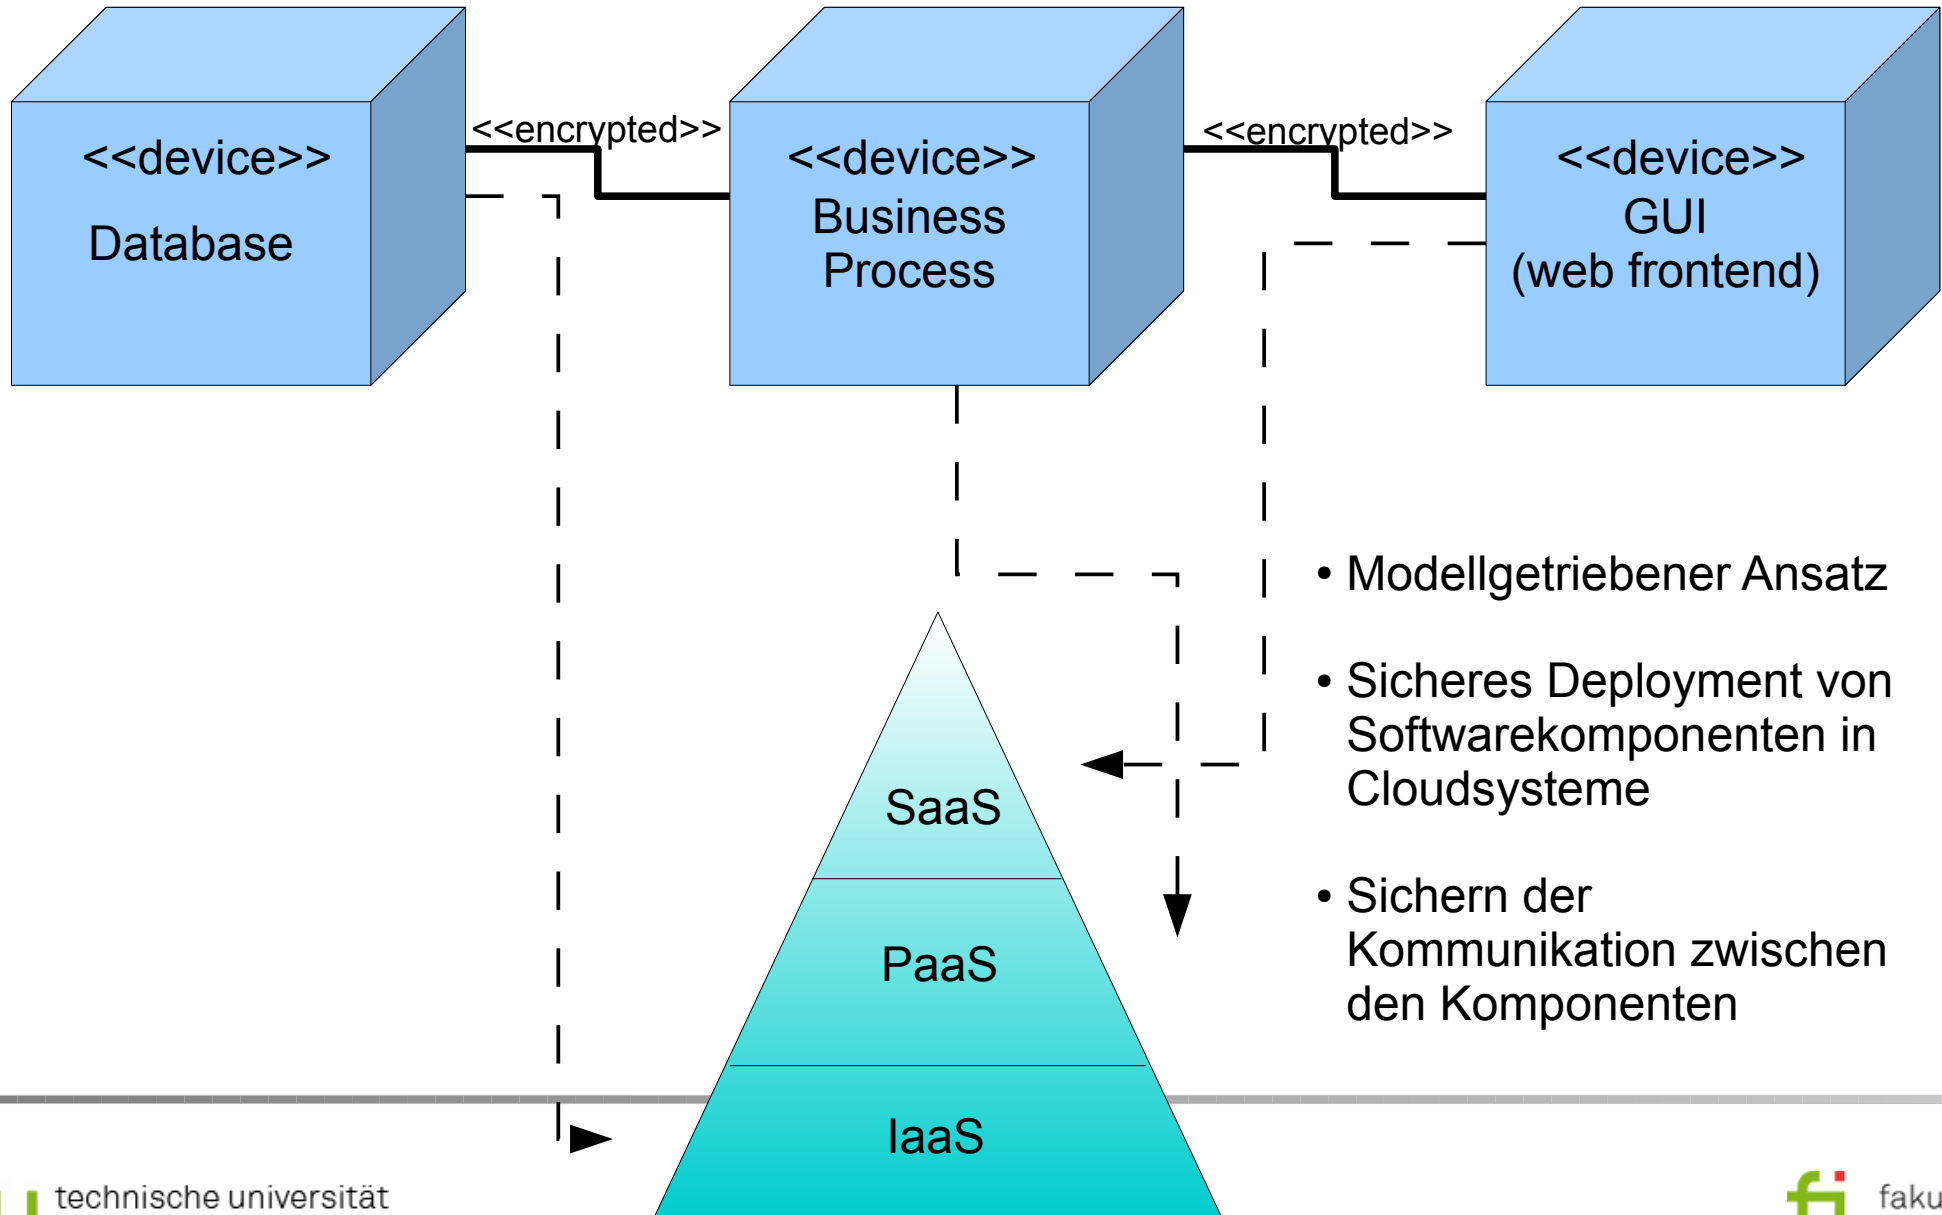 <<device>>
Database
<<encrypted>>
<<device>>
Business
Process
<<encrypted>>
<<device>>
GUI
(web frontend)
• Modellgetriebener Ansatz
• Sicheres Deployment von
Softwarekomponenten in
Cloudsysteme
• Sichern der
Kommunikation zwischen
den Komponenten
SaaS
PaaS
IaaS
technische universität
fi faku